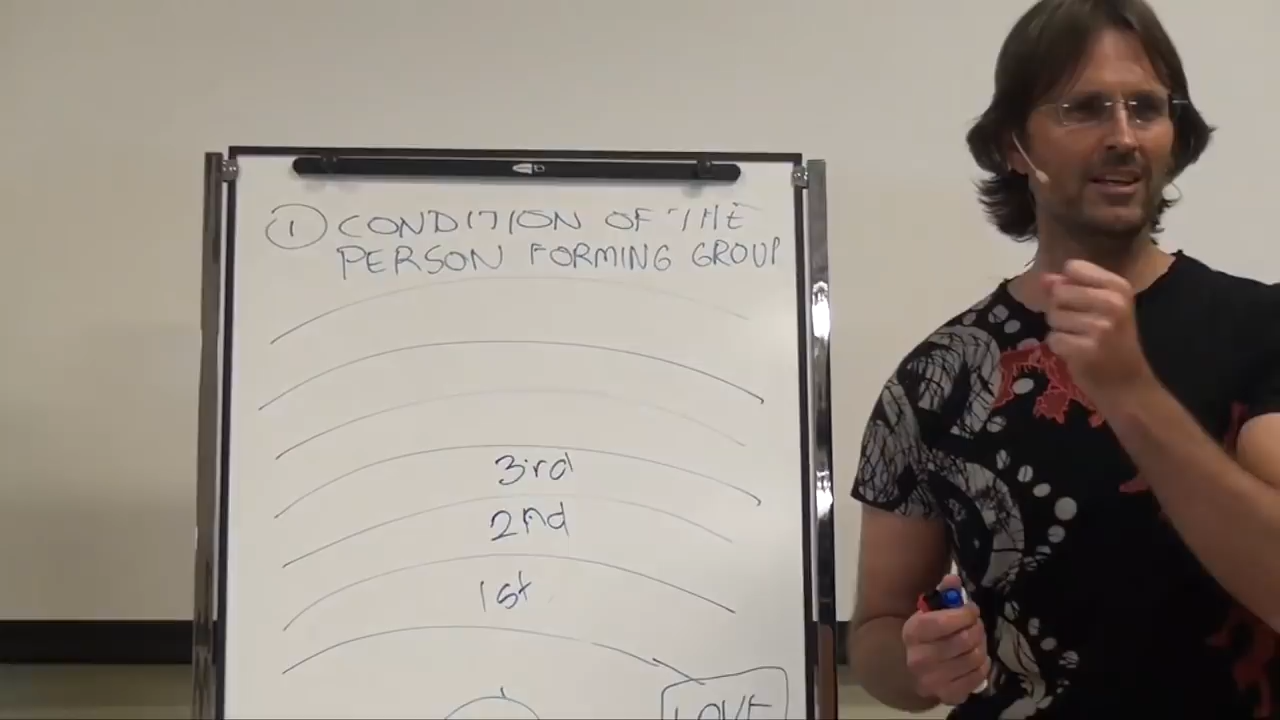 ① CONDITION OF THE
PERSON FORMING GROUP
3rd
2nd
1st
LOVE